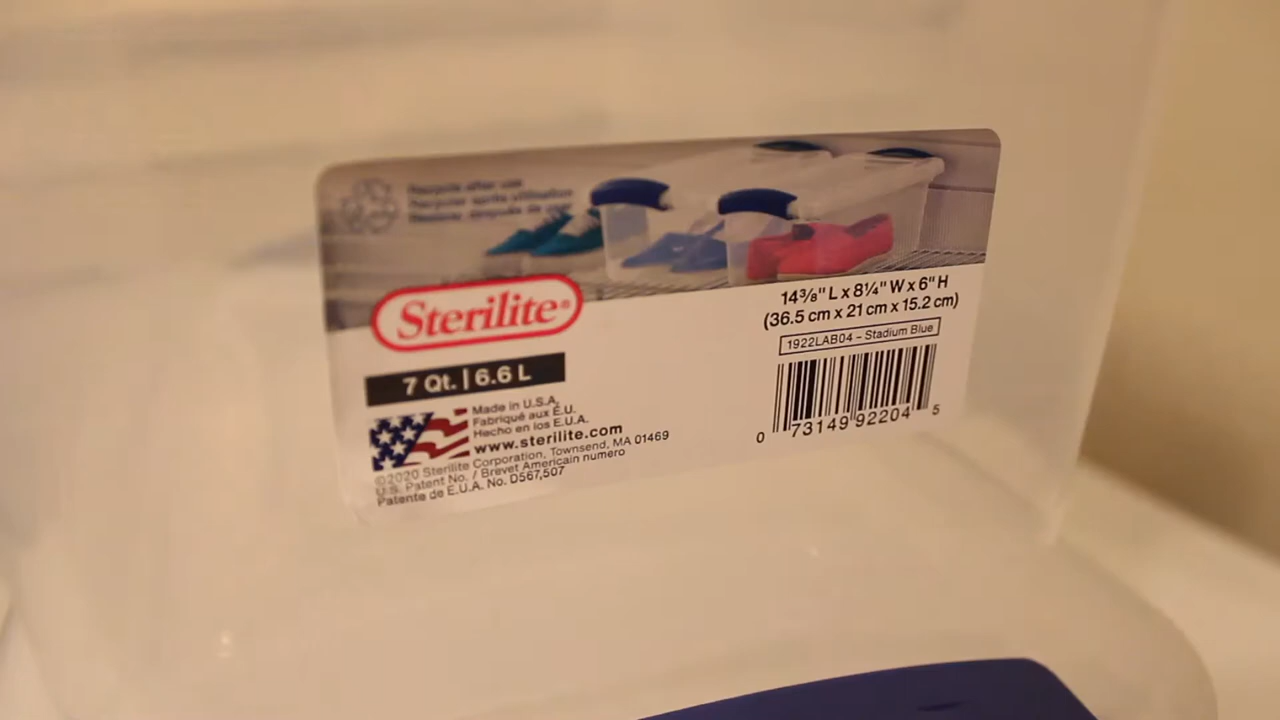 Recycle after use
Recycler après utilisation
Reciclar después de usar
Sterilite®
14³⁄₈" L x 8¼" W x 6" H
(36.5 cm x 21 cm x 15.2 cm)
1922LAB04 – Stadium Blue
7 Qt. | 6.6 L
Made in U.S.A.
Fabriqué aux É.U.
Hecho en los E.U.A.
www.sterilite.com
©2020 Sterilite Corporation, Townsend, MA 01469
U.S. Patent No. / Brevet Americain numero
Patente de E.U.A. No. D567,507
0 73149 92204 5